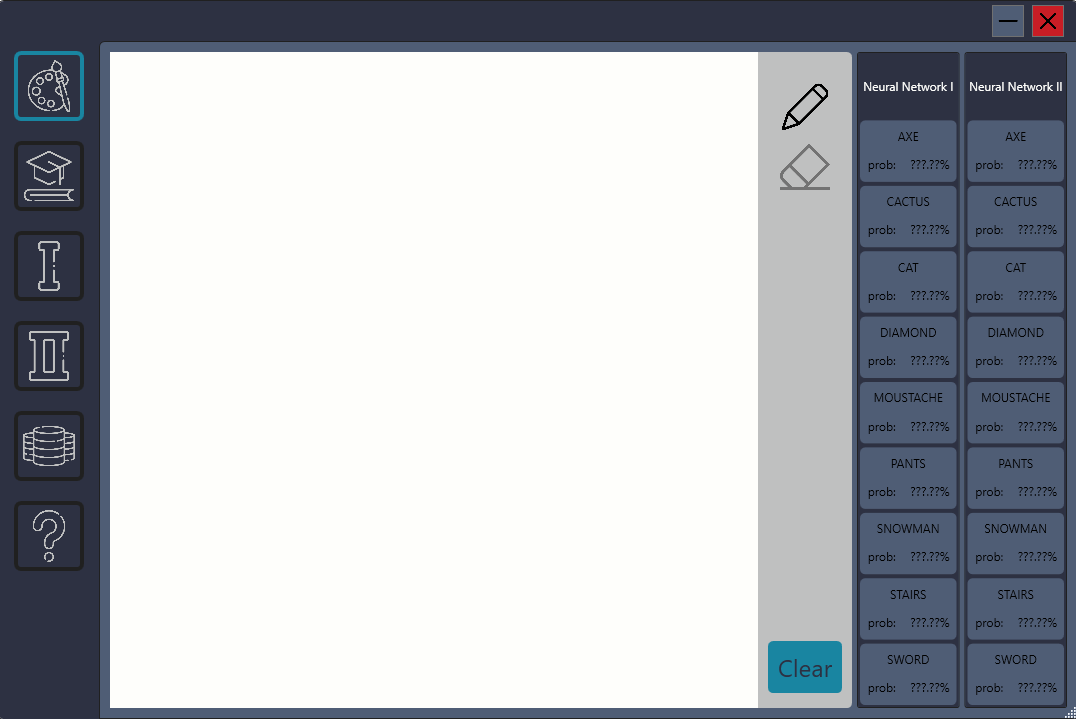 Neural Network I
Neural Network II
AXE
prob: ???.??%
AXE
prob: ???.??%
CACTUS
prob: ???.??%
CACTUS
prob: ???.??%
CAT
prob: ???.??%
CAT
prob: ???.??%
DIAMOND
prob: ???.??%
DIAMOND
prob: ???.??%
MOUSTACHE
prob: ???.??%
MOUSTACHE
prob: ???.??%
PANTS
prob: ???.??%
PANTS
prob: ???.??%
SNOWMAN
prob: ???.??%
SNOWMAN
prob: ???.??%
STAIRS
prob: ???.??%
STAIRS
prob: ???.??%
SWORD
prob: ???.??%
SWORD
prob: ???.??%
Clear